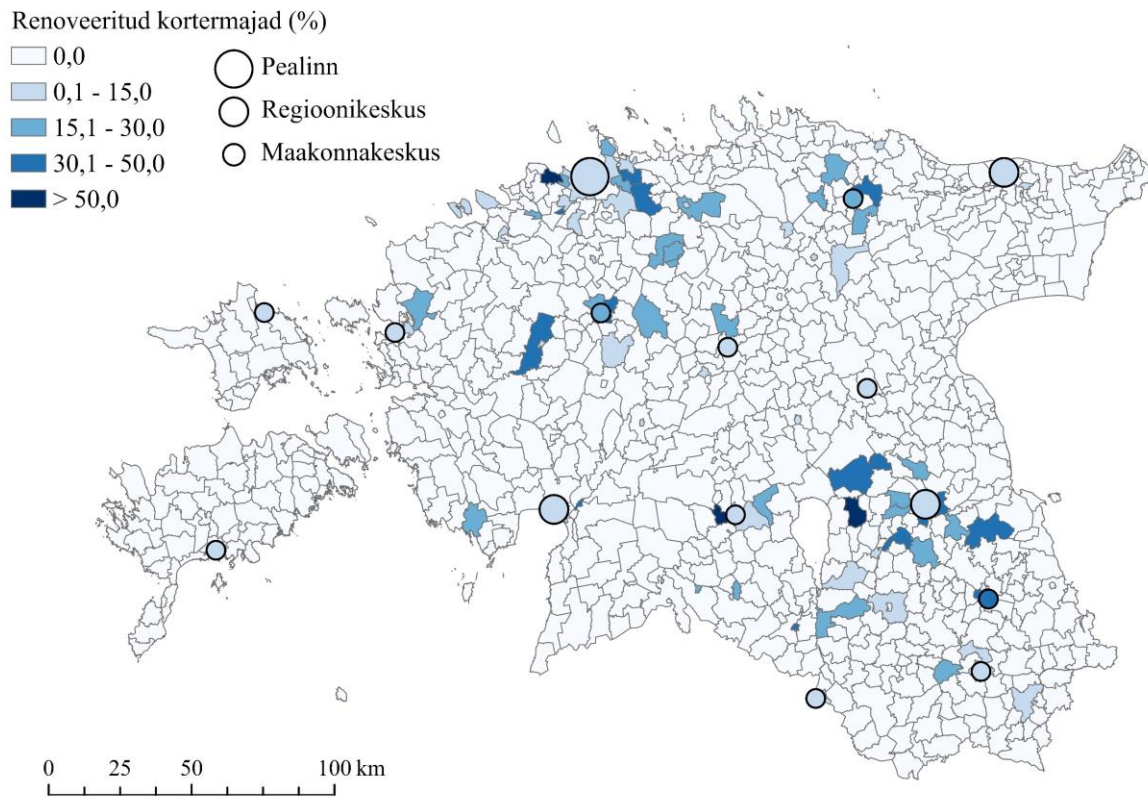 Renoveeritud kortermajad (%)
0,0
0,1 - 15,0
15,1 - 30,0
30,1 - 50,0
> 50,0
Pealinn
Regioonikeskus
Maakonnakeskus
0 25 50 100 km